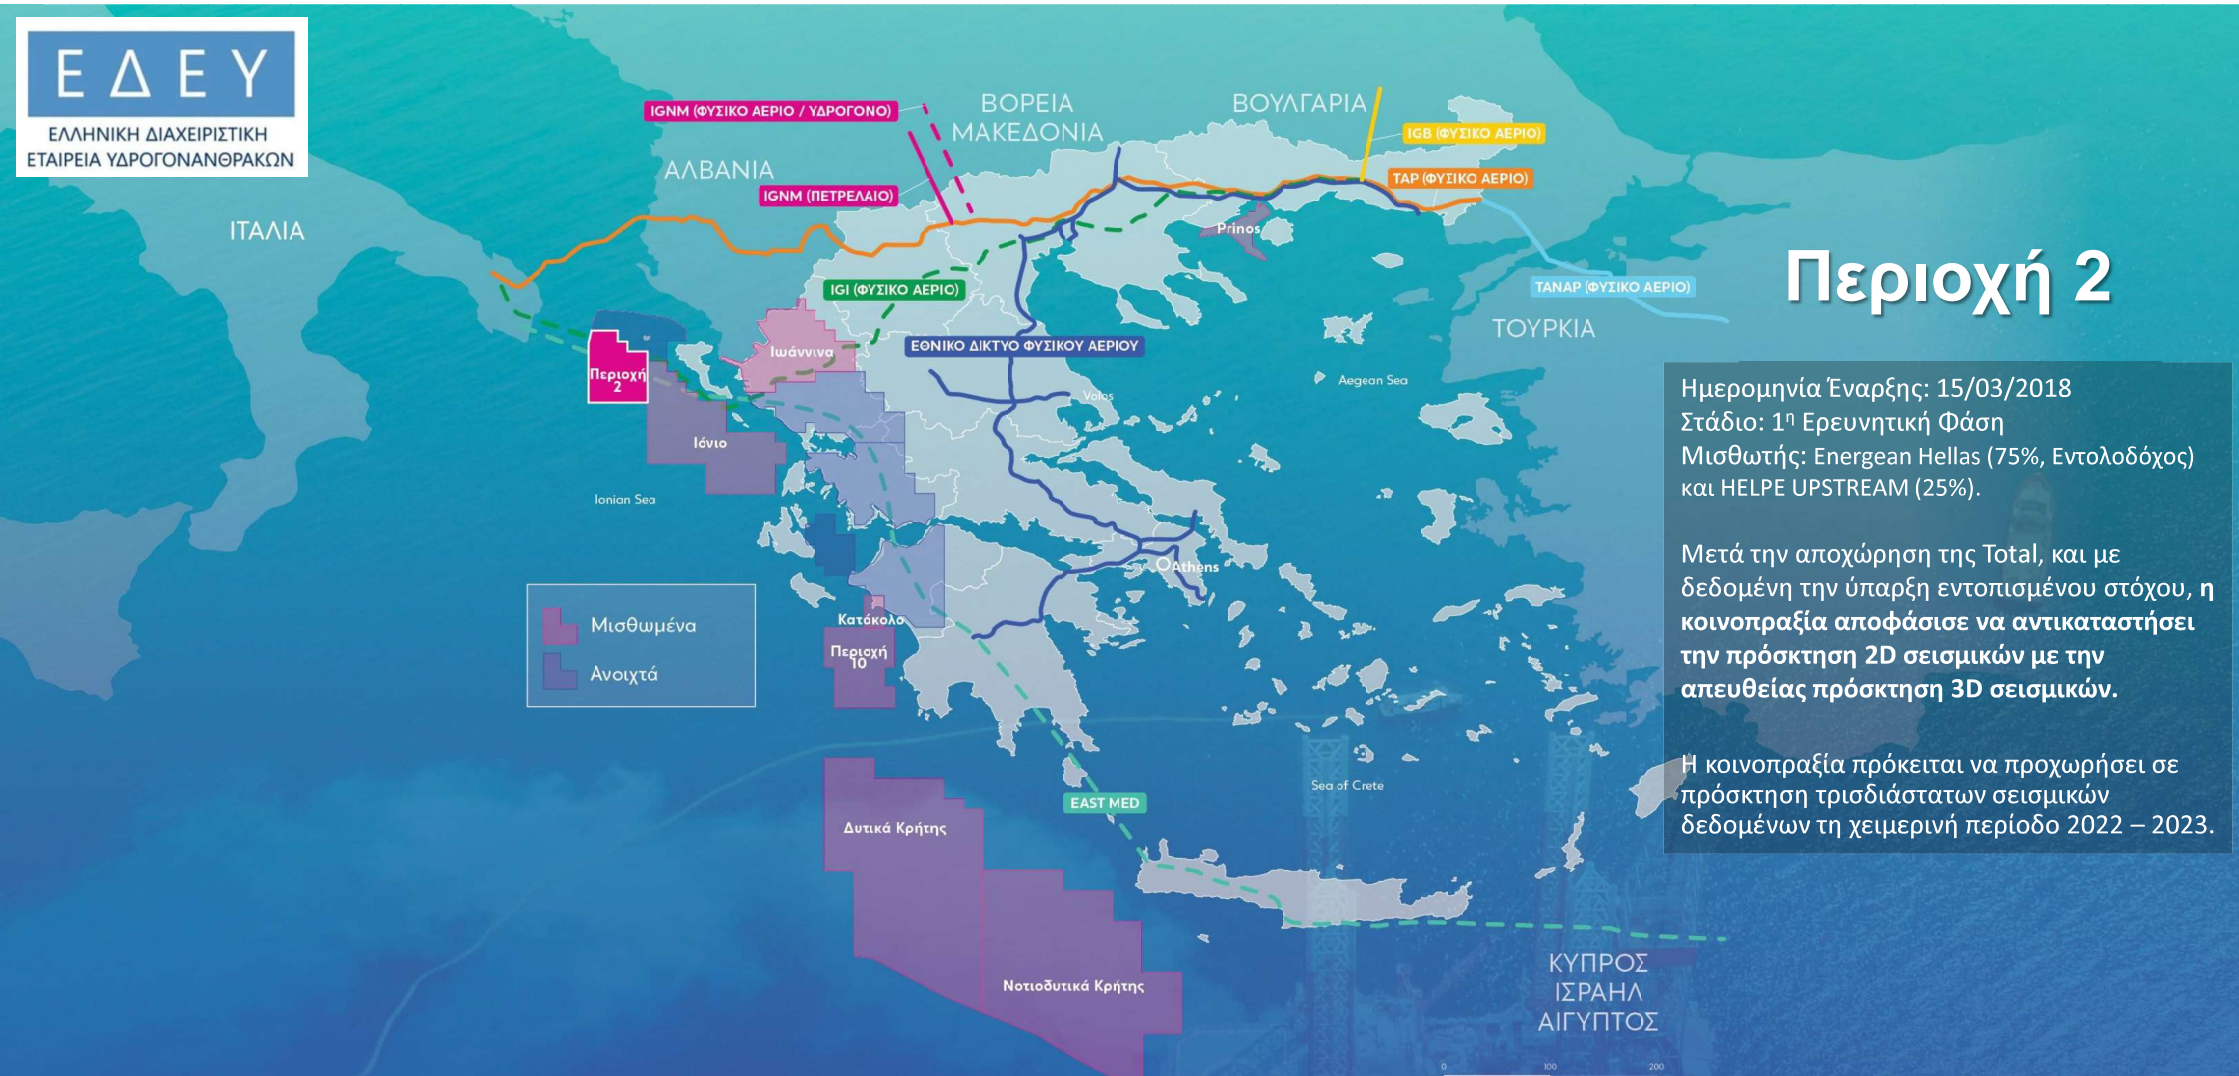 ΕΔΕΥ
ΕΛΛΗΝΙΚΗ ΔΙΑΧΕΙΡΙΣΤΙΚΗ
ΕΤΑΙΡΕΙΑ ΥΔΡΟΓΟΝΑΝΘΡΑΚΩΝ
IGNM (ΦΥΣΙΚΟ ΑΕΡΙΟ / ΥΔΡΟΓΟΝΟ)
ΒΟΡΕΙΑ
ΜΑΚΕΔΟΝΙΑ
ΒΟΥΛΓΑΡΙΑ
IGB (ΦΥΣΙΚΟ ΑΕΡΙΟ)
ΑΛΒΑΝΙΑ
IGNM (ΠΕΤΡΕΛΑΙΟ)
TAP (ΦΥΣΙΚΟ ΑΕΡΙΟ)
ΙΤΑΛΙΑ
Prinos
IGI (ΦΥΣΙΚΟ ΑΕΡΙΟ)
TANAP (ΦΥΣΙΚΟ ΑΕΡΙΟ)
ΤΟΥΡΚΙΑ
ΕΘΝΙΚΟ ΔΙΚΤΥΟ ΦΥΣΙΚΟΥ ΑΕΡΙΟΥ
Ιωάννινα
Περιοχή
2
Aegean Sea
Volos
Ιόνιο
Ionian Sea
Athens
Μισθωμένα
Ανοιχτά
Κατάκολο
Περιοχή
10
EAST MED
Sea of Crete
Δυτικά Κρήτης
Νοτιοδυτικά Κρήτης
ΚΥΠΡΟΣ
ΙΣΡΑΗΛ
ΑΙΓΥΠΤΟΣ
0 100 200
Περιοχή 2
Ημερομηνία Έναρξης: 15/03/2018
Στάδιο: 1η Ερευνητική Φάση
Μισθωτής: Energean Hellas (75%, Εντολοδόχος)
και HELPE UPSTREAM (25%).
Μετά την αποχώρηση της Total, και με
δεδομένη την ύπαρξη εντοπισμένου στόχου, η
κοινοπραξία αποφάσισε να αντικαταστήσει
την πρόσκτηση 2D σεισμικών με την
απευθείας πρόσκτηση 3D σεισμικών.
Η κοινοπραξία πρόκειται να προχωρήσει σε
πρόσκτηση τρισδιάστατων σεισμικών
δεδομένων τη χειμερινή περίοδο 2022 – 2023.